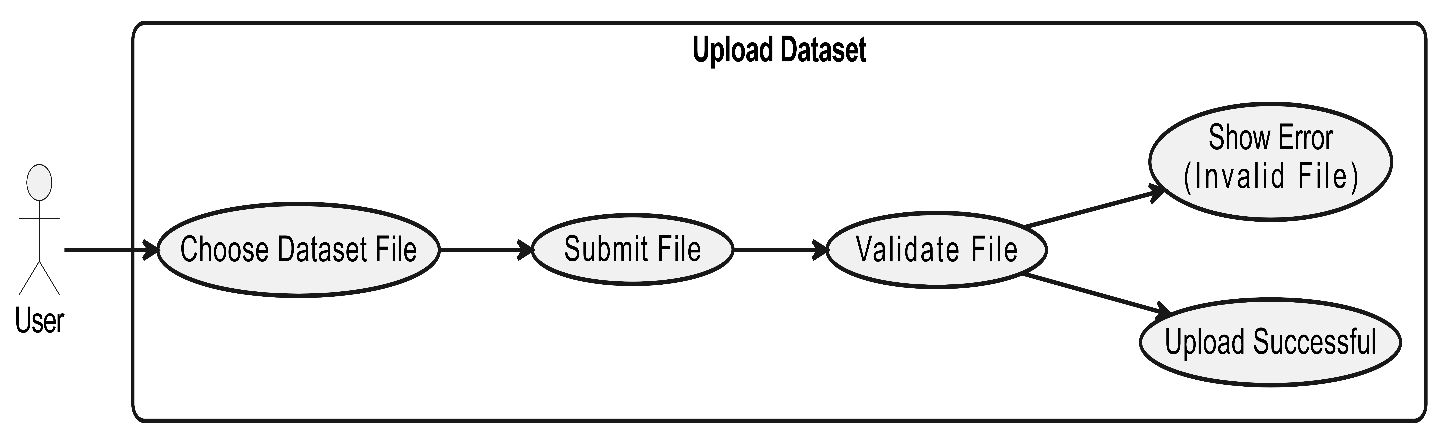 Upload Dataset
User
Choose Dataset File
Submit File
Validate File
Show Error
(Invalid File)
Upload Successful